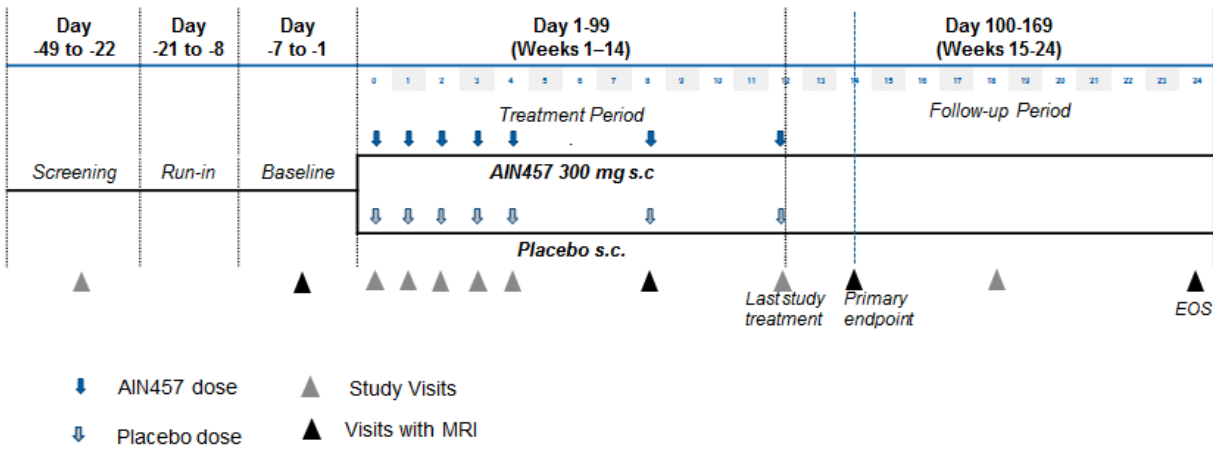 Day
-49 to -22
Day
-21 to -8
Day
-7 to -1
Day 1-99
(Weeks 1–14)
Day 100-169
(Weeks 15-24)
0 1 2 3 4 5 6 7 8 9 10 11 12 13 14 15 16 17 18 19 20 21 22 23 24
Treatment Period
Follow-up Period
Screening
Run-in
Baseline
AIN457 300 mg s.c
Placebo s.c.
Last study
treatment
Primary
endpoint
EOS
AIN457 dose
Study Visits
Placebo dose
Visits with MRI